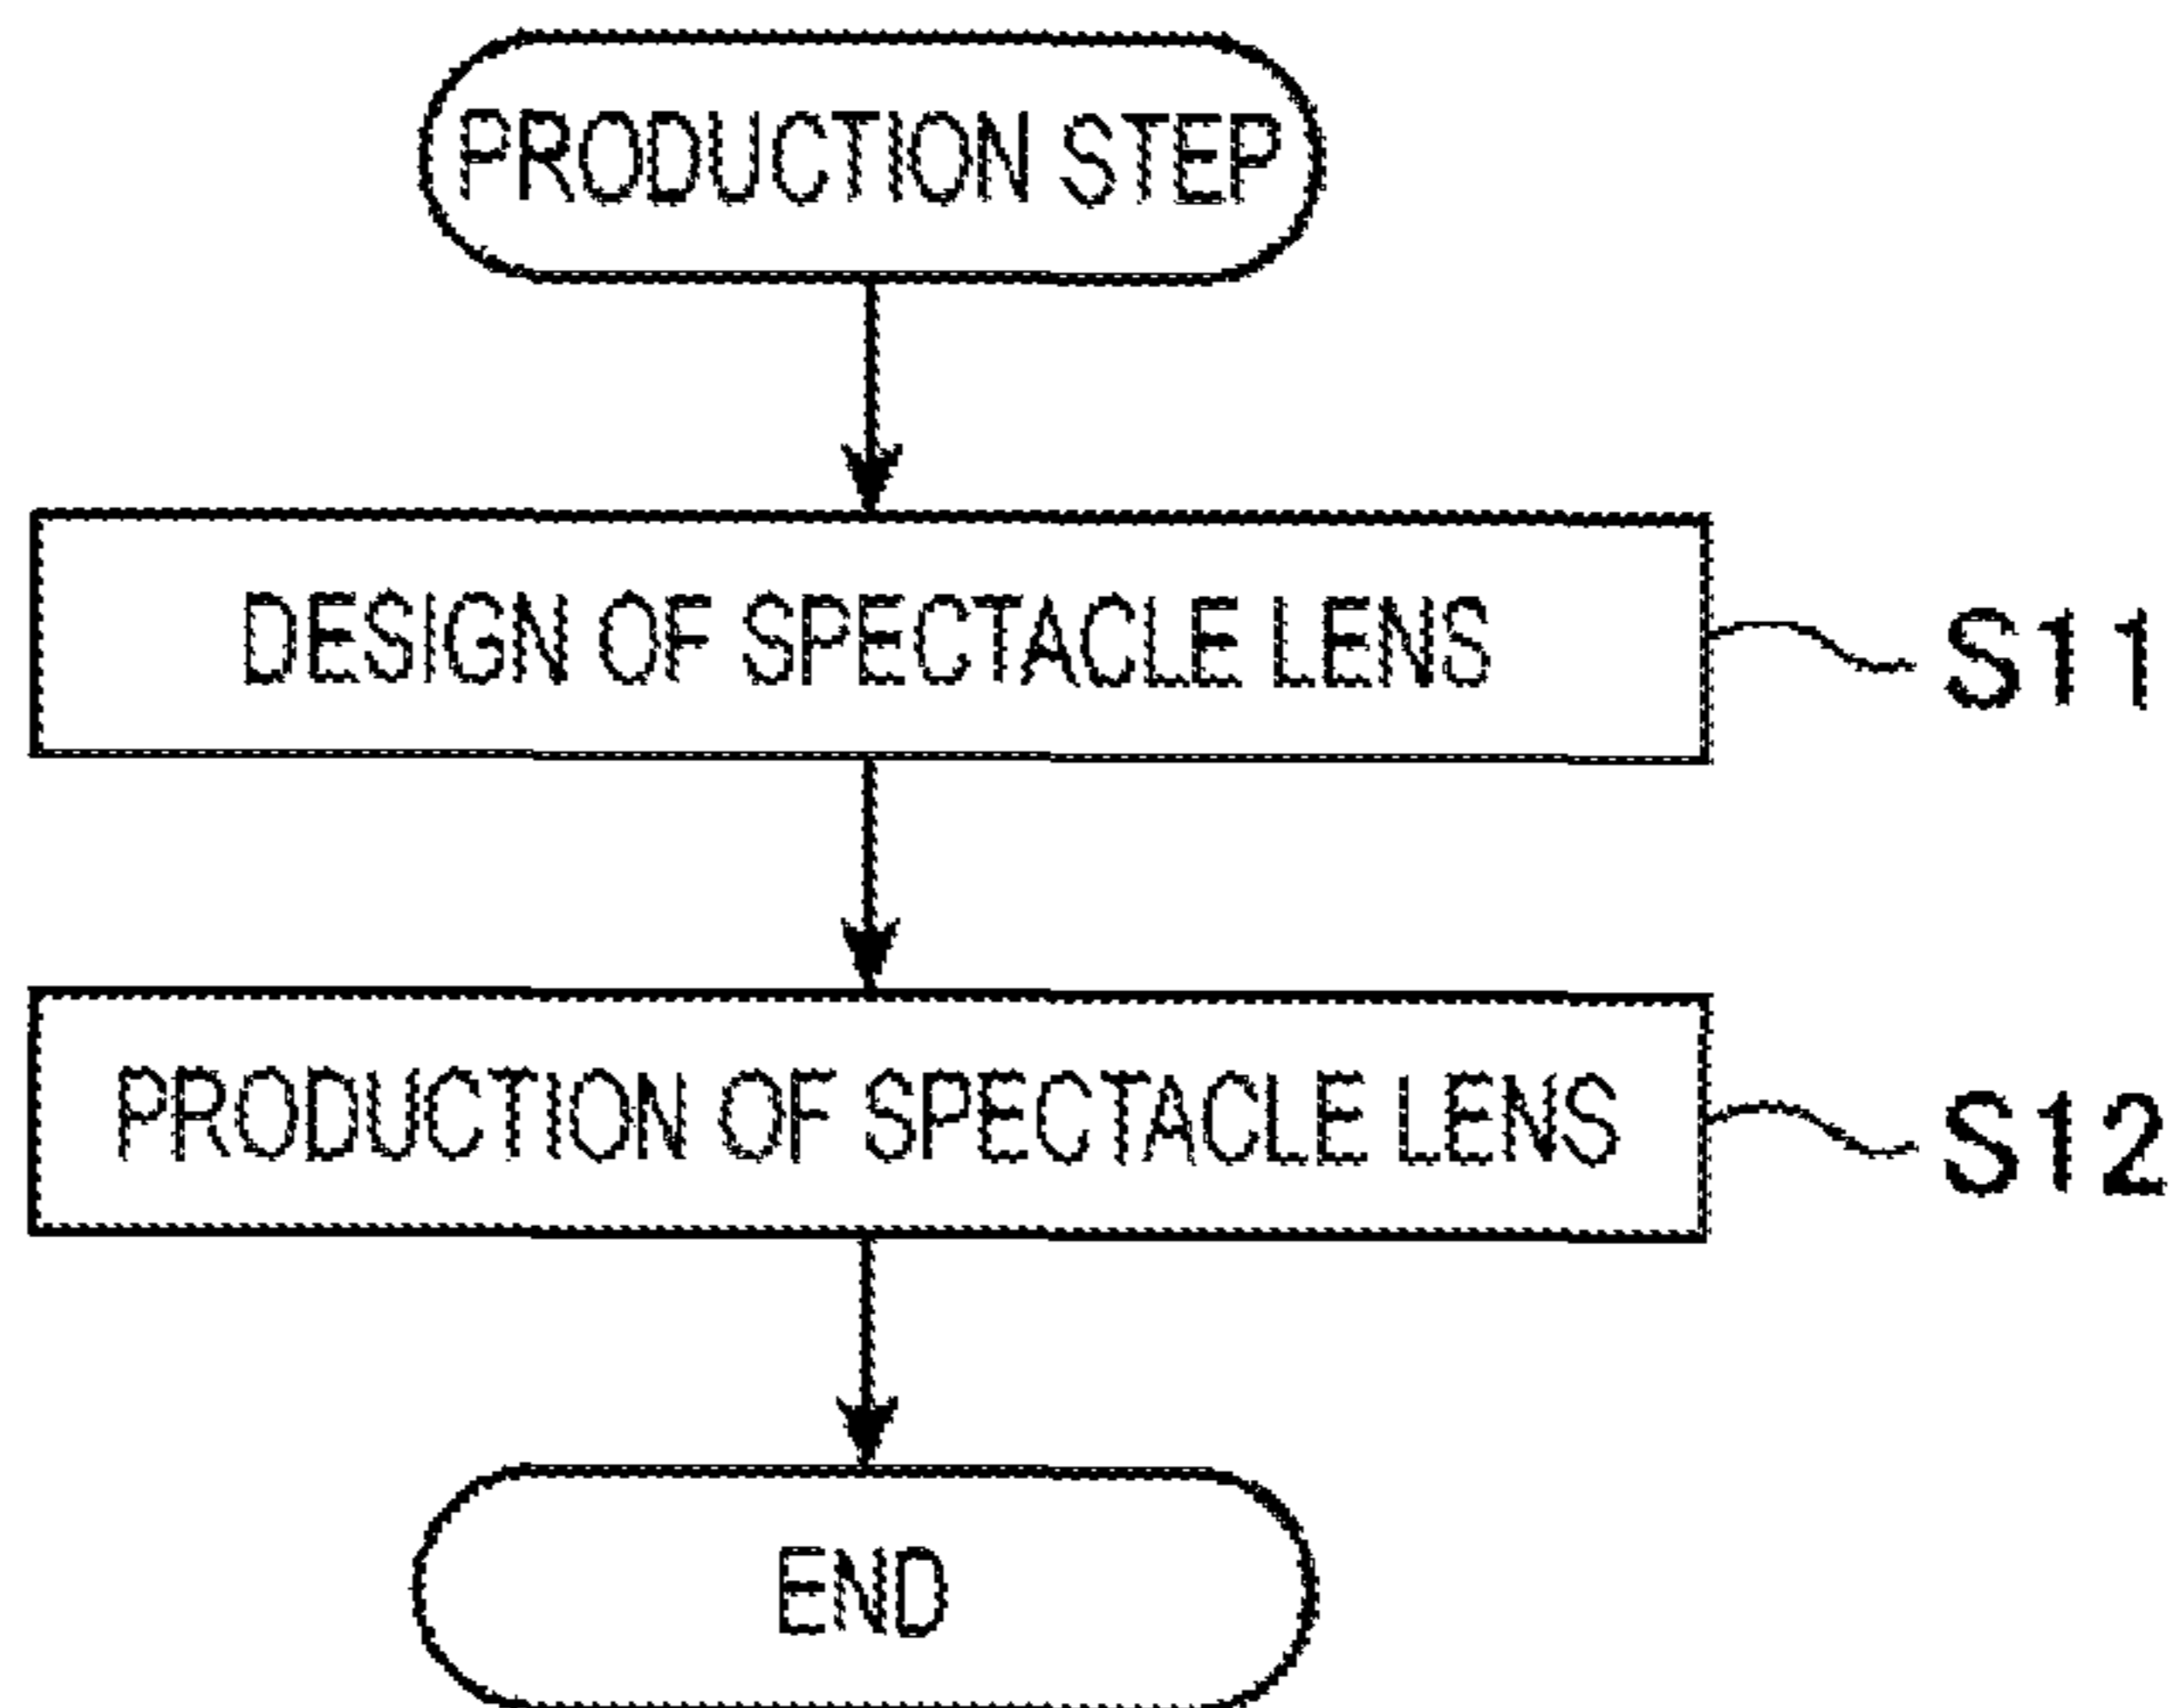 PRODUCTION STEP
DESIGN OF SPECTACLE LENS
S11
PRODUCTION OF SPECTACLE LENS
S12
END